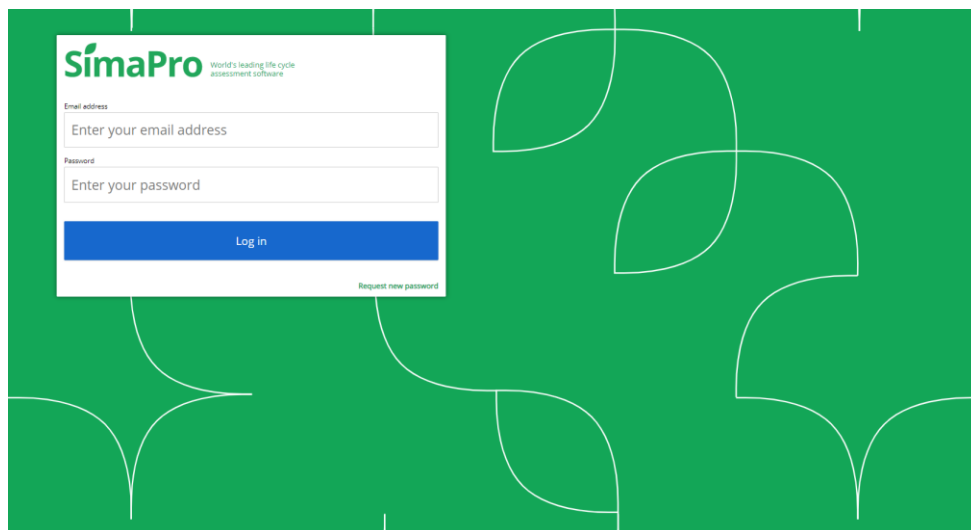 SimaPro
World's leading life cycle
assessment software
Email address
Enter your email address
Password
Enter your password
Log in
Request new password